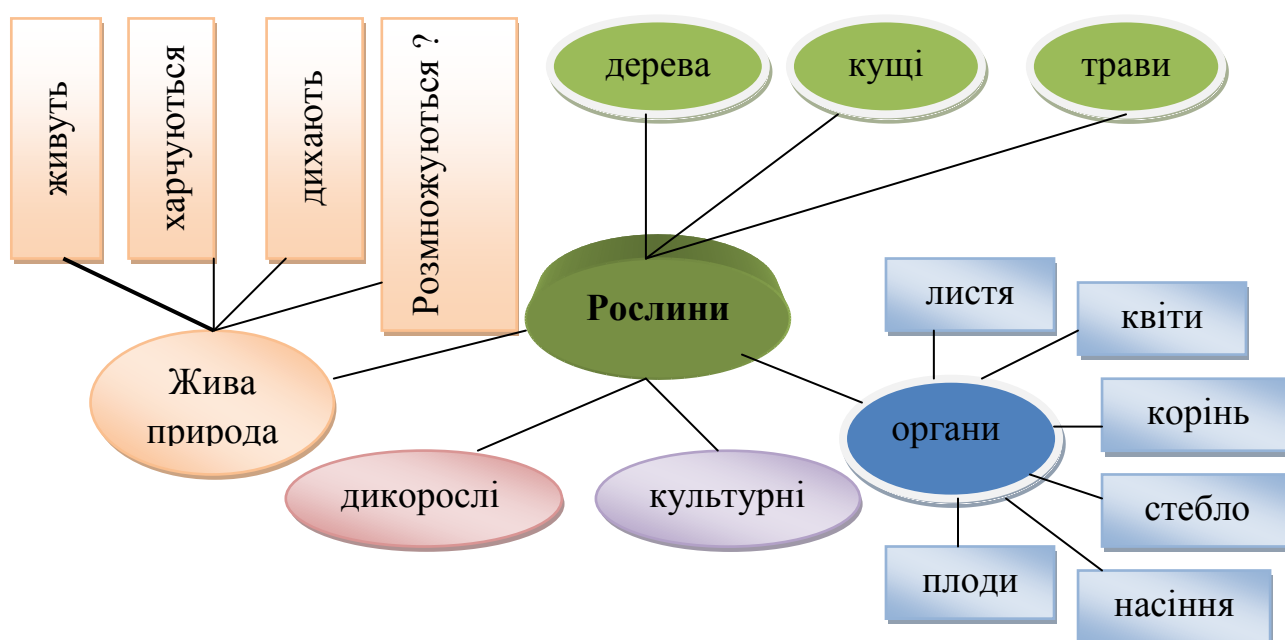 живуть
харчуються
дихають
Розмножуються ?
дерева
кущі
трави
Рослини
Жива
природа
дикорослі
культурні
органи
листя
квіти
корінь
стебло
насіння
плоди